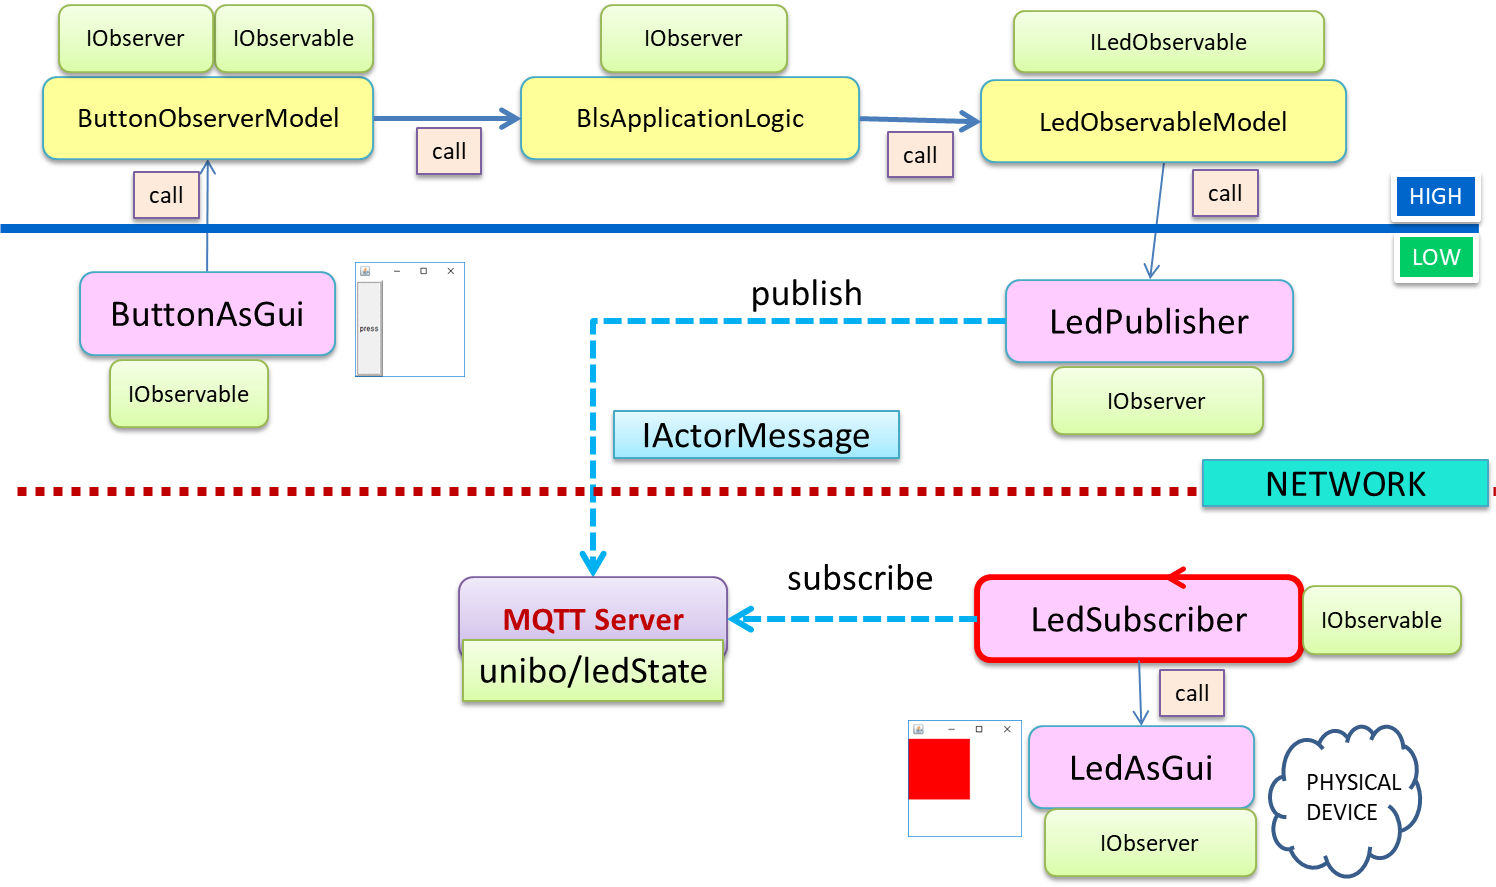 IObserver
IObservable
IObserver
ILedObservable
ButtonObserverModel
BlsApplicationLogic
LedObservableModel
call
call
call
call
HIGH
LOW
ButtonAsGui
press
IObservable
publish
LedPublisher
IObserver
IActorMessage
NETWORK
MQTT Server
unibo/ledState
subscribe
LedSubscriber
IObservable
call
LedAsGui
IObserver
PHYSICAL
DEVICE